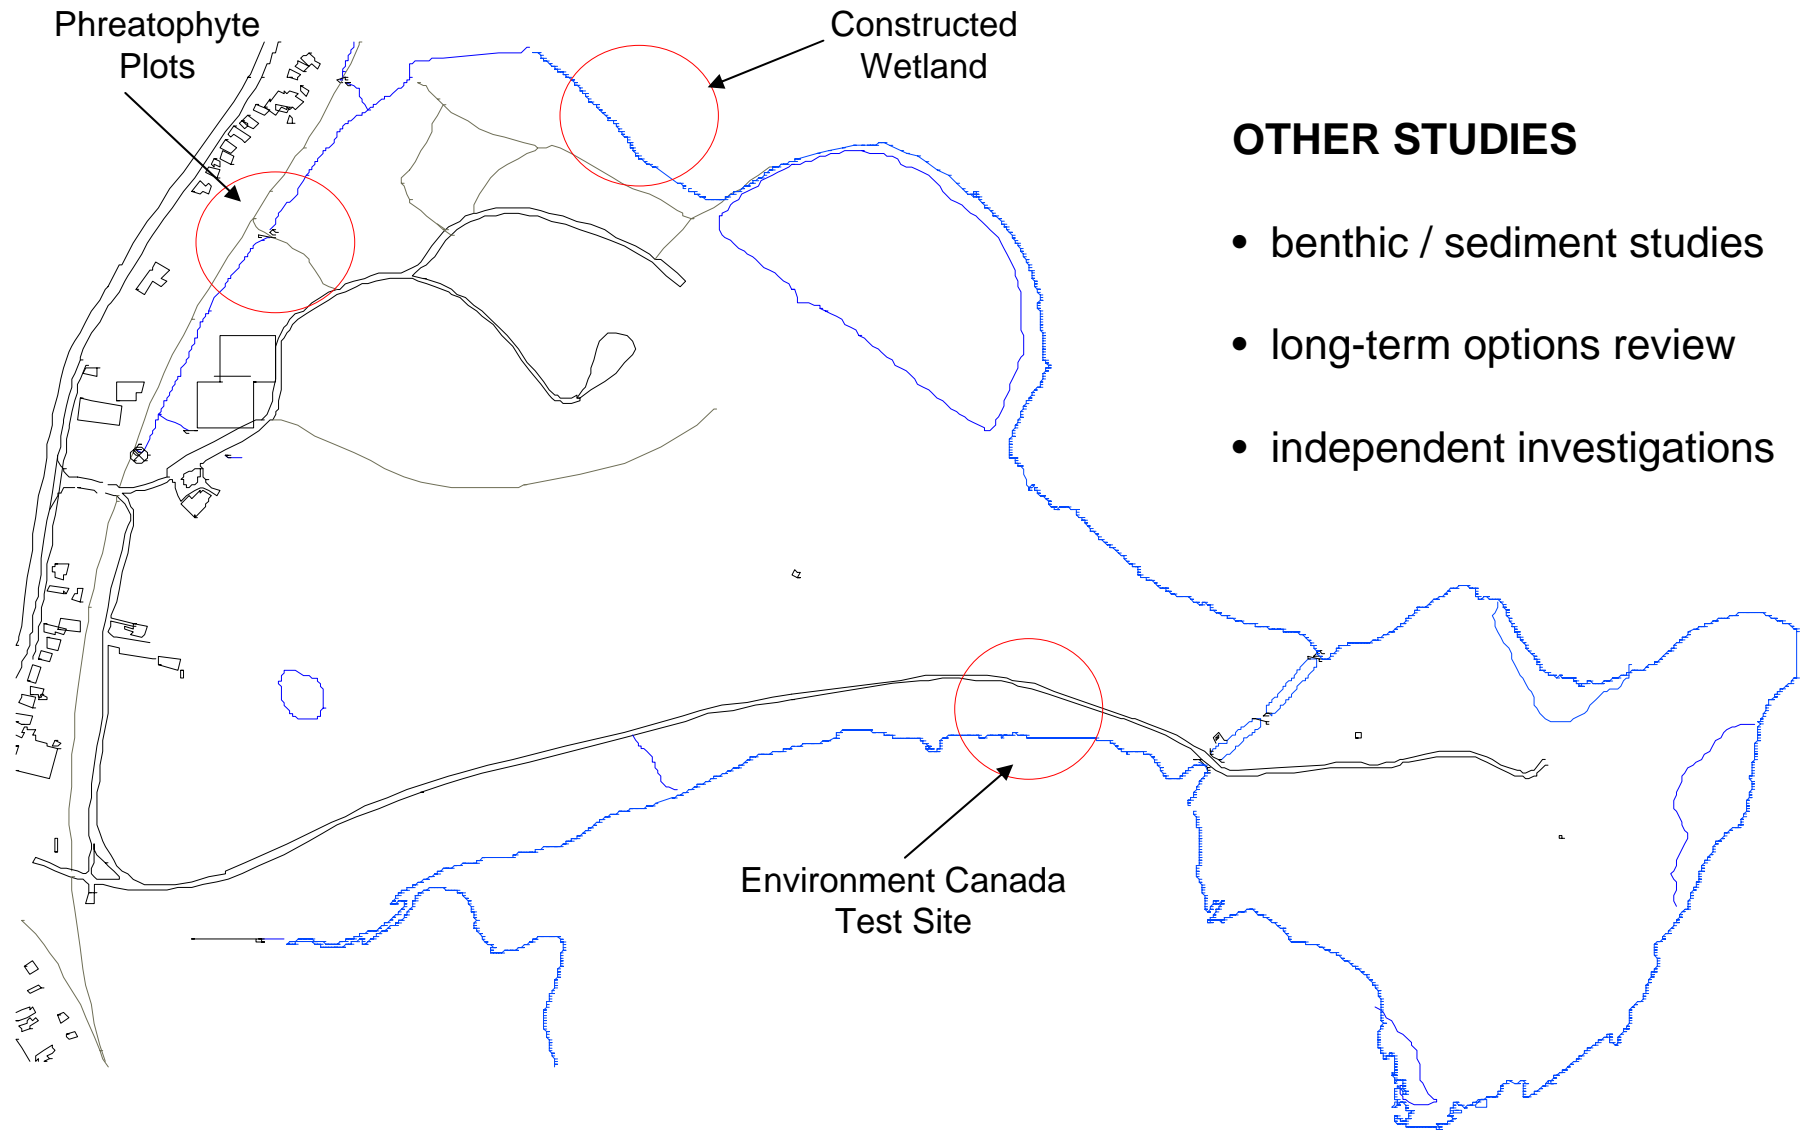 Phreatophyte
Plots
Constructed
Wetland
OTHER STUDIES
• benthic / sediment studies
• long-term options review
• independent investigations
Environment Canada
Test Site